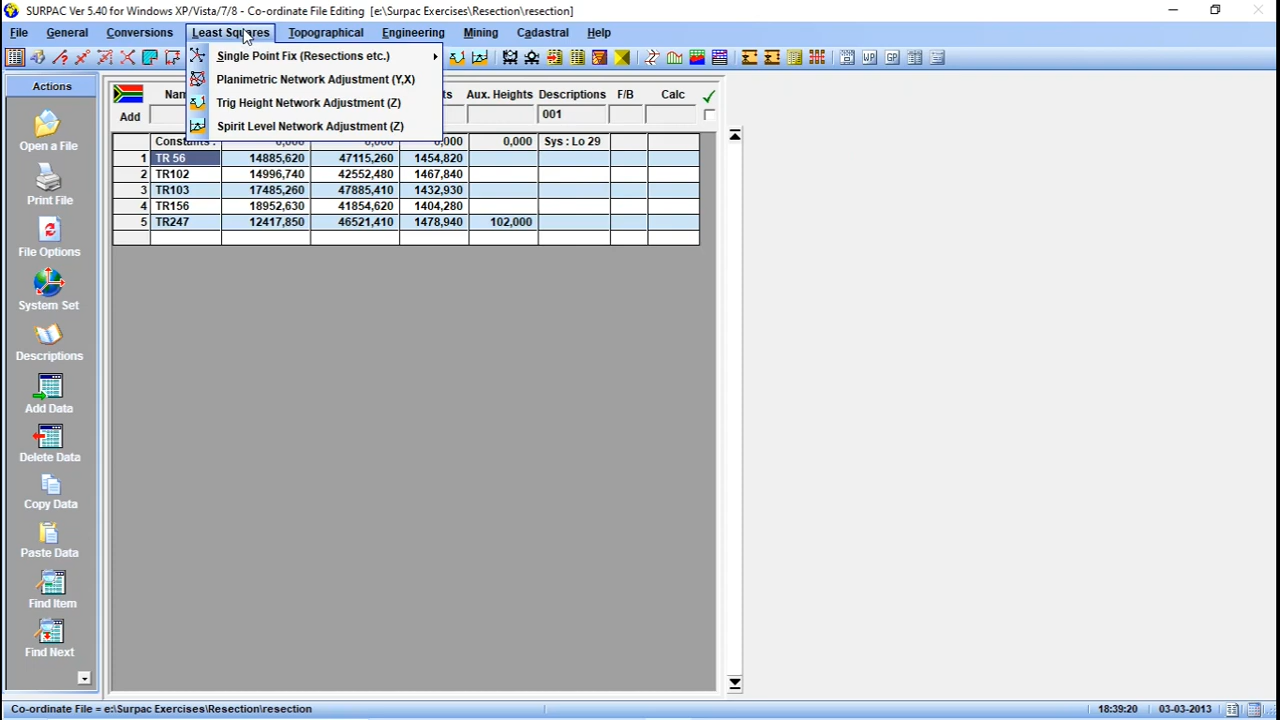 SURPAC Ver 5.40 for Windows XP/Vista/7/8 - Co-ordinate File Editing [e:\Surpac Exercises\Resection\resection]
File General Conversions Least Squares Topographical Engineering Mining Cadastral Help
Single Point Fix (Resections etc.)
Planimetric Network Adjustment (Y,X)
Trig Height Network Adjustment (Z)
Spirit Level Network Adjustment (Z)
Actions
Open a File
Print File
File Options
System Set
Descriptions
Add Data
Delete Data
Copy Data
Paste Data
Find Item
Find Next
Aux. Heights Descriptions F/B Calc
Add 001
0,000 Sys : Lo 29
1 TR 56 14885,620 47115,260 1454,820
2 TR102 14996,740 42552,480 1467,840
3 TR103 17485,260 47885,410 1432,930
4 TR156 18952,630 41854,620 1404,280
5 TR247 12417,850 46521,410 1478,940 102,000
Co-ordinate File = e:\Surpac Exercises\Resection\resection 18:39:20 03-03-2013